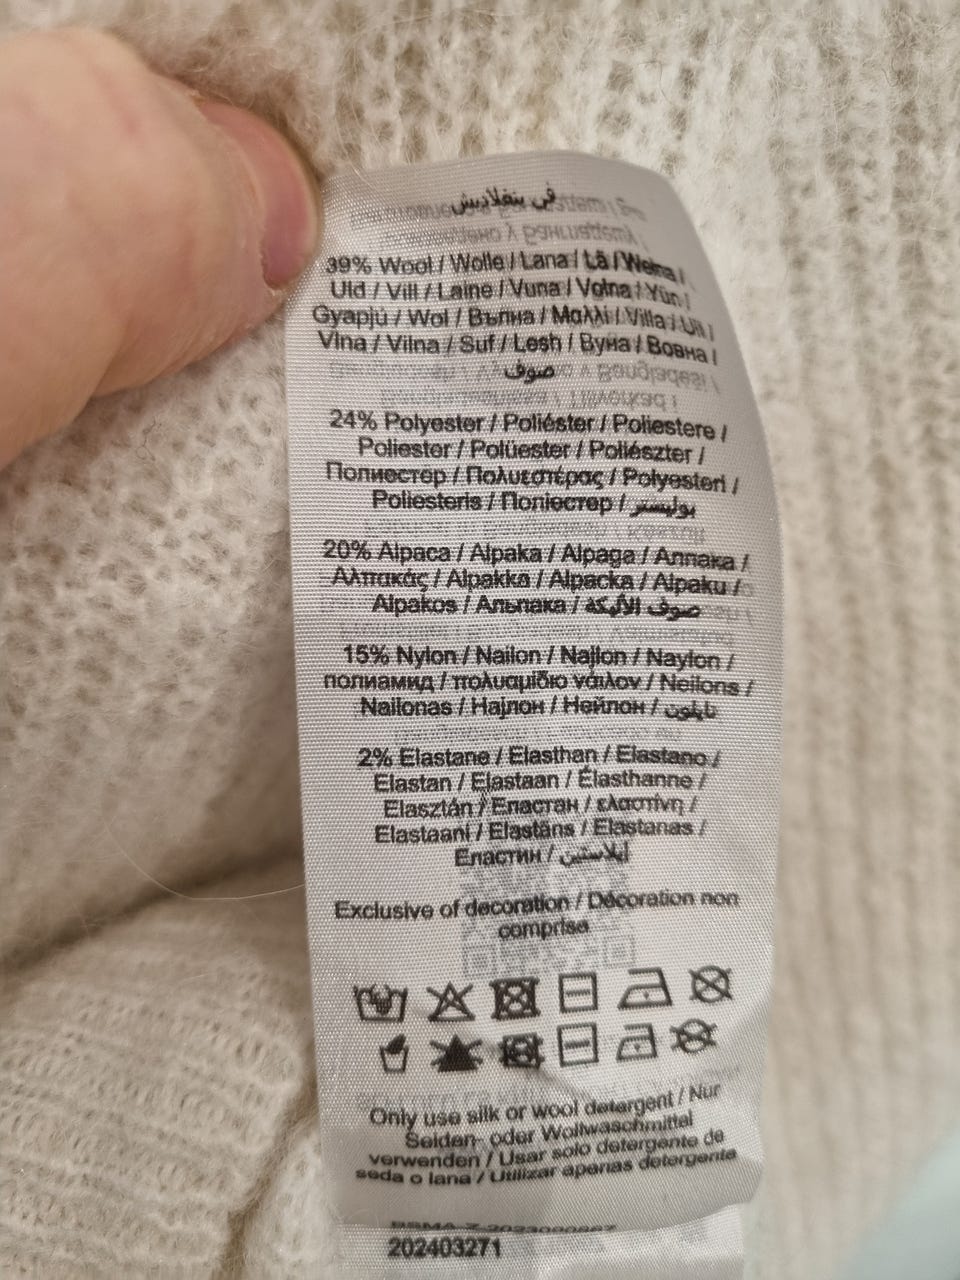 في بنغلاديش
39% Wool / Wolle / Lana / Lã / Wełna /
Uld / Vill / Laine / Vuna / Volna / Yün /
Gyapjú / Wol / Вълна / Μαλλί / Villa / Ull /
Vlna / Vilna / Suf / Lesh / Вуна / Вовна /
صوف
24% Polyester / Poliéster / Poliestere /
Poliester / Polüester / Poliészter /
Полиестер / Πολυεστέρας / Polyesteri /
Poliesteris / Поліестер / بوليستر
20% Alpaca / Alpaka / Alpaga / Алпака /
Αλπακάς / Alpakka / Alpacka / Alpaku /
Alpakos / Альпака / صوف الألبكة
15% Nylon / Nailon / Najlon / Naylon /
полиамид / πολυαμίδιο νάιλον / Neilons /
Nailonas / Најлон / Нейлон / نايلون
2% Elastane / Elasthan / Elastano /
Elastan / Elastaan / Élasthanne /
Elasztán / Еластан / ελαστίνη /
Elastaani / Elastāns / Elastanas /
Еластин / إيلاستين
Exclusive of decoration / Décoration non
comprise
Only use silk or wool detergent / Nur
Seiden- oder Wollwaschmittel
verwenden / Usar solo detergente de
seda o lana / Utilizar apenas detergente
202403271